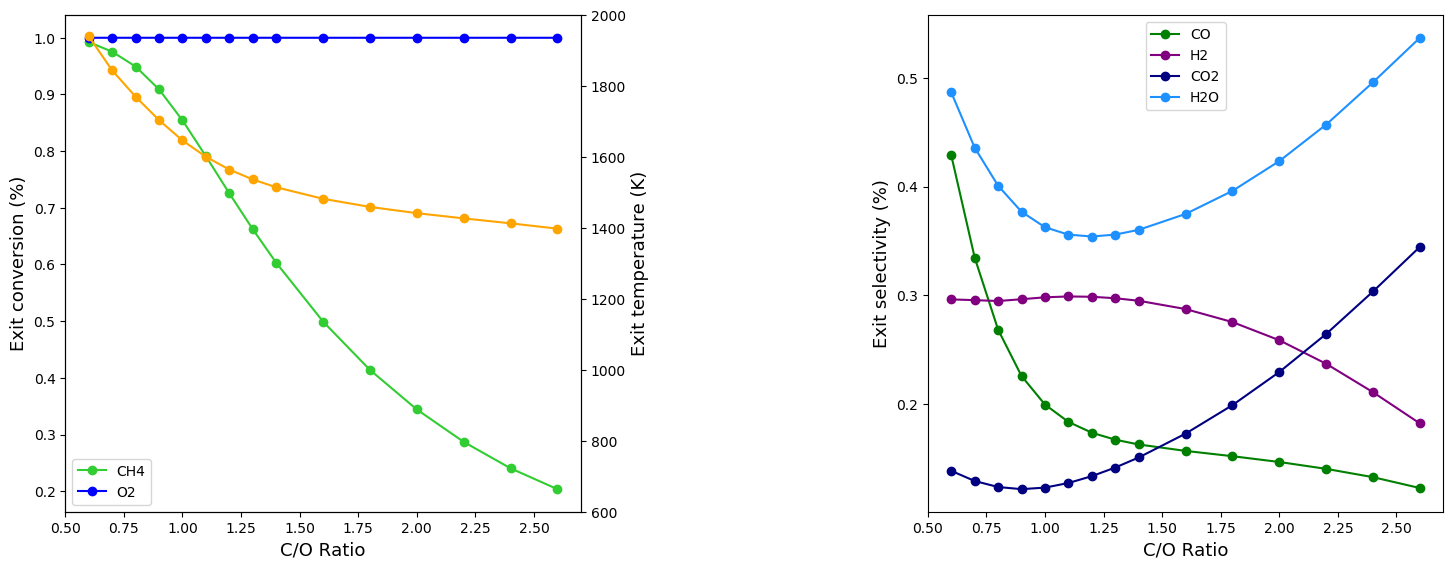 Exit conversion (%)
1.0
0.9
0.8
0.7
0.6
0.5
0.4
0.3
0.2
CH4
O2
0.50 0.75 1.00 1.25 1.50 1.75 2.00 2.25 2.50
C/O Ratio
2000
1800
1600
1400
1200
1000
800
600
Exit temperature (K)
Exit selectivity (%)
0.5
0.4
0.3
0.2
CO
H2
CO2
H2O
0.50 0.75 1.00 1.25 1.50 1.75 2.00 2.25 2.50
C/O Ratio